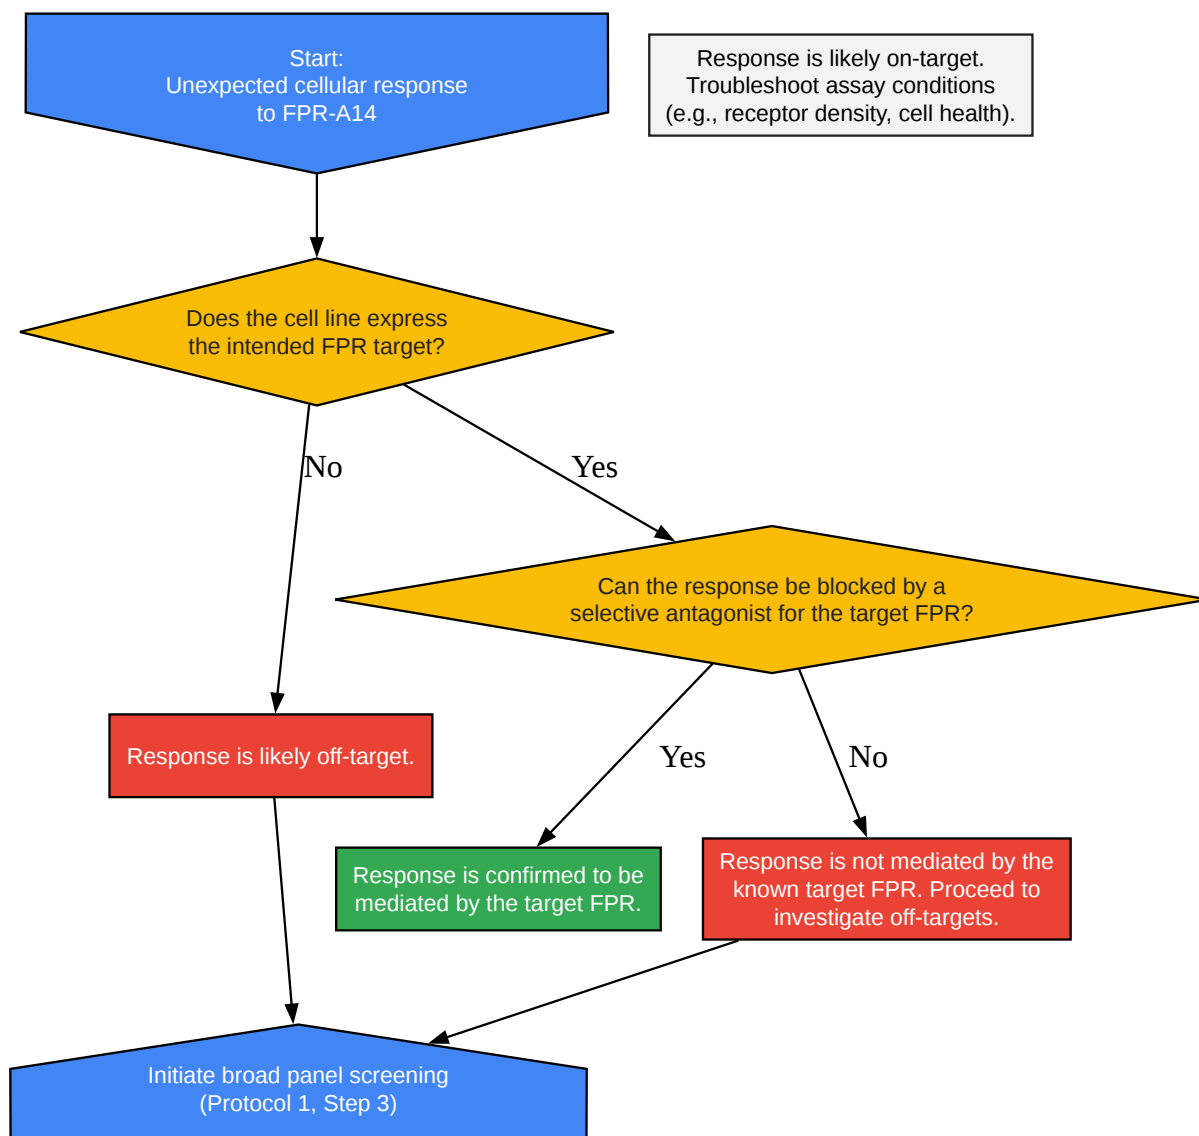 Start:
Unexpected cellular response
to FPR-A14
Response is likely on-target.
Troubleshoot assay conditions
(e.g., receptor density, cell health).
Does the cell line express
the intended FPR target?
No
Yes
Can the response be blocked by a
selective antagonist for the target FPR?
Response is likely off-target.
Yes
No
Response is confirmed to be
mediated by the target FPR.
Response is not mediated by the
known target FPR. Proceed to
investigate off-targets.
Initiate broad panel screening
(Protocol 1, Step 3)